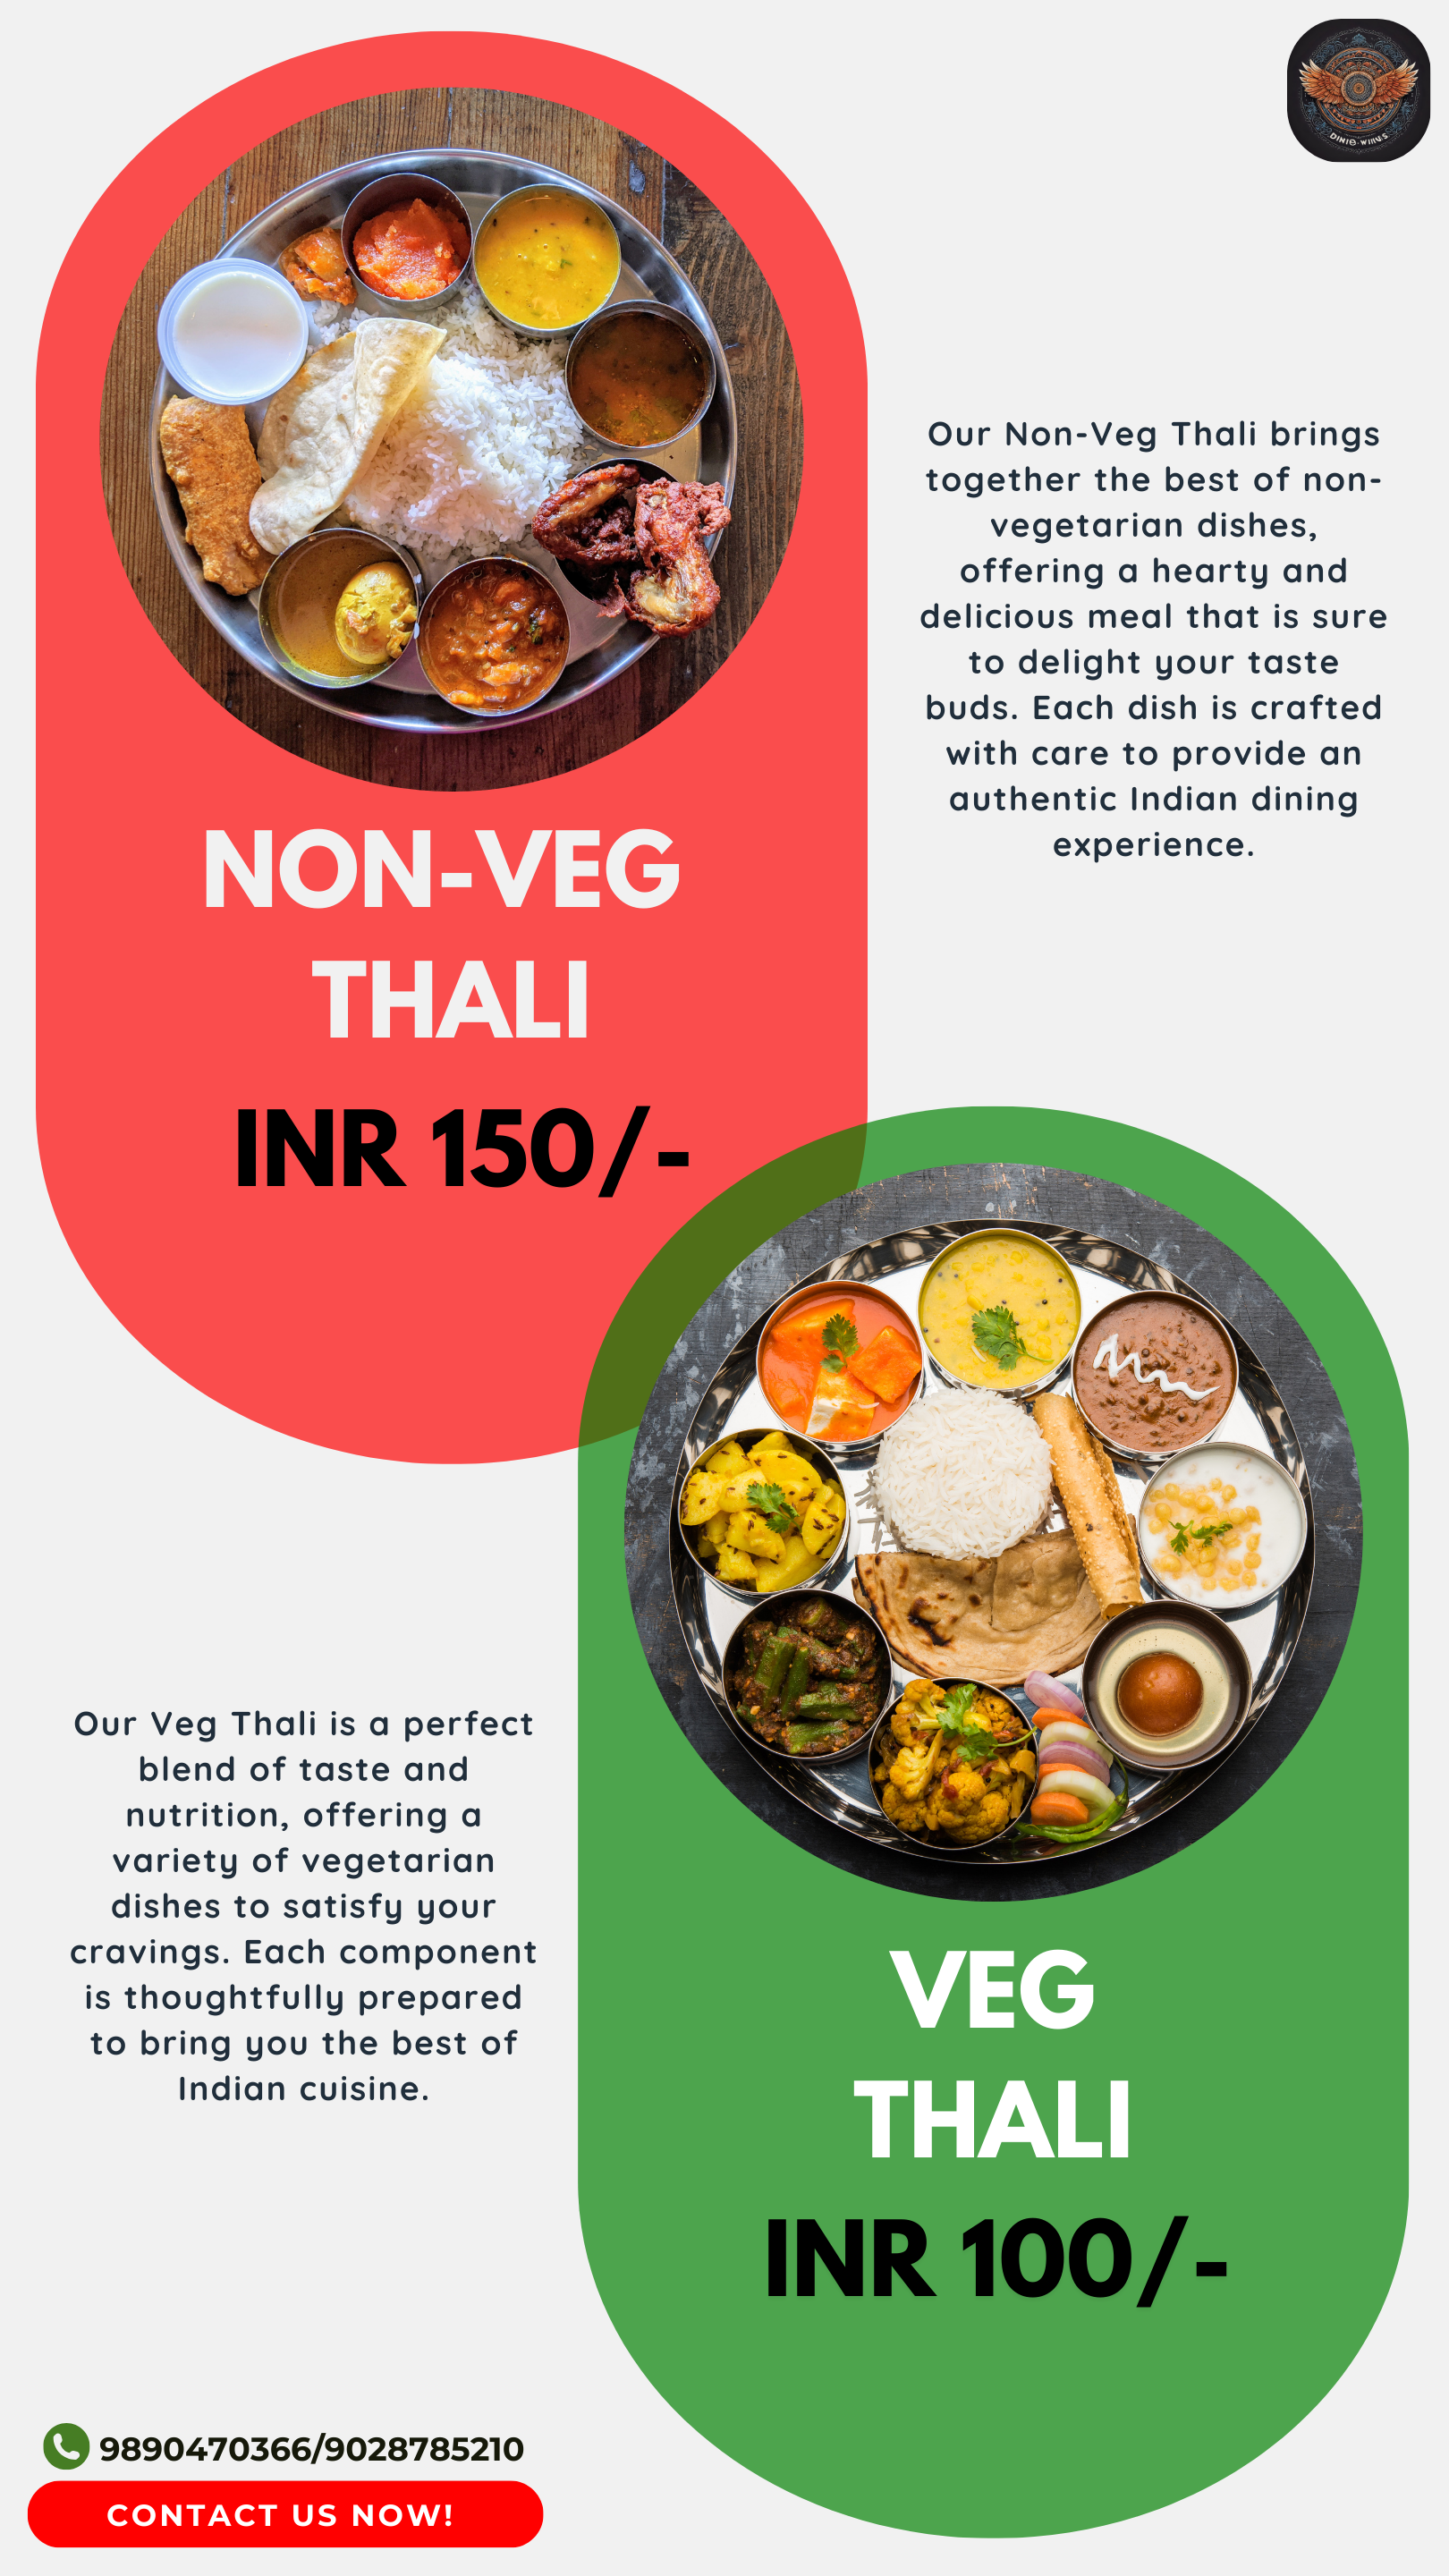 Our Non-Veg Thali brings
together the best of non-
vegetarian dishes,
offering a hearty and
delicious meal that is sure
to delight your taste
buds. Each dish is crafted
with care to provide an
authentic Indian dining
experience.
NON-VEG
THALI
INR 150/-
Our Veg Thali is a perfect
blend of taste and
nutrition, offering a
variety of vegetarian
dishes to satisfy your
cravings. Each component
is thoughtfully prepared
to bring you the best of
Indian cuisine.
VEG
THALI
INR 100/-
9890470366/9028785210
CONTACT US NOW!